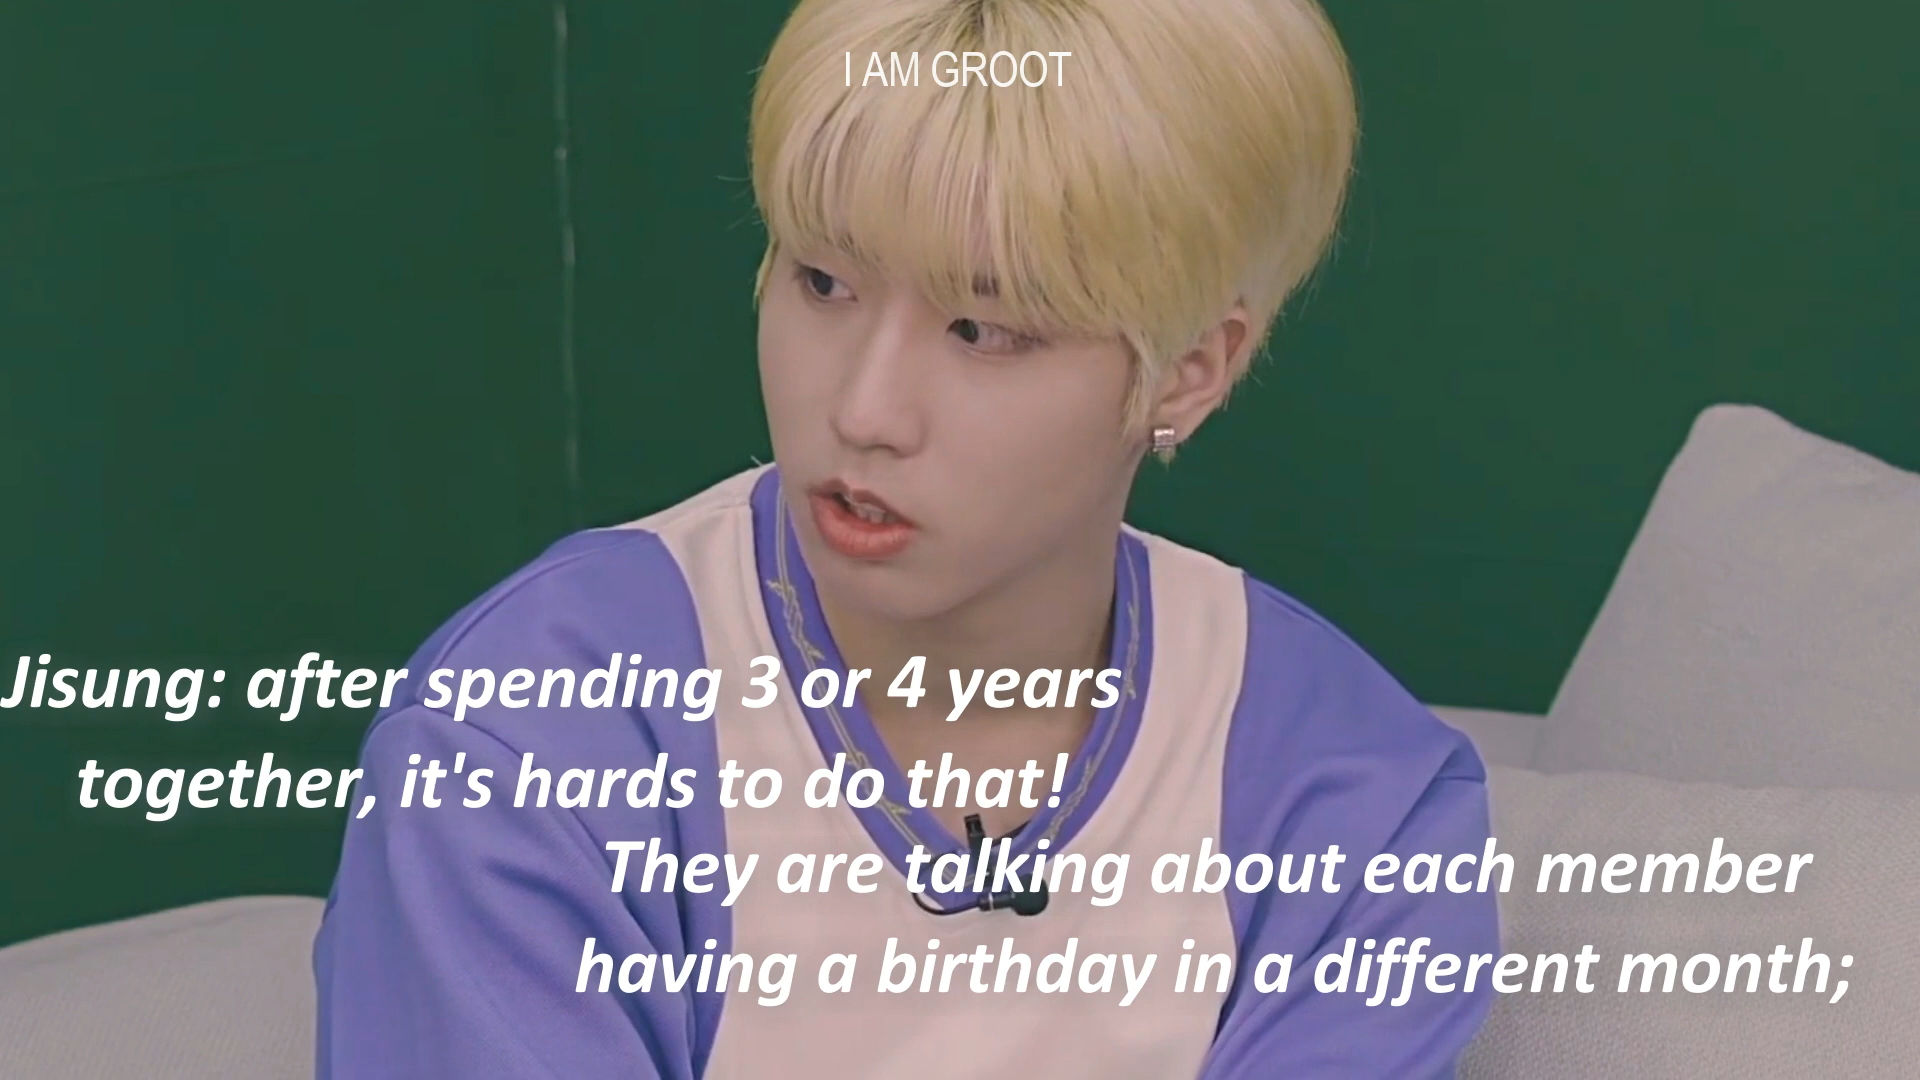 I AM GROOT
Jisung: after spending 3 or 4 years
together, it's hards to do that!
They are talking about each member
having a birthday in a different month;